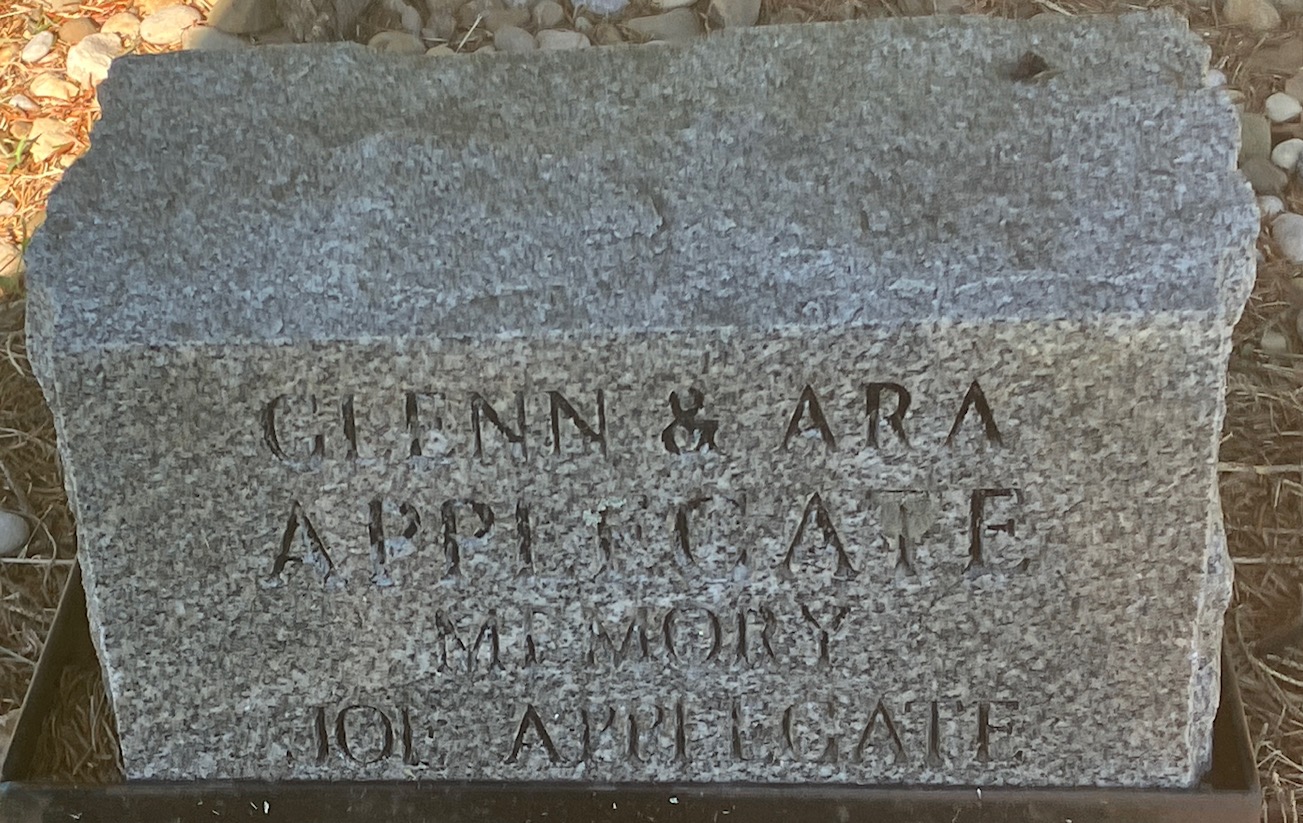 GLENN & ARA
APPLEGATE
MEMORY
JOE APPLEGATE